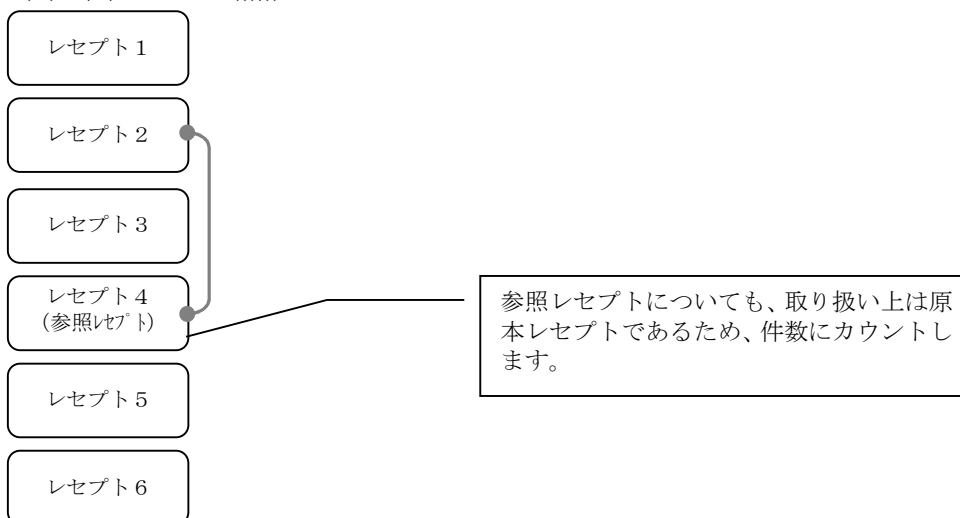 レセプト１
レセプト２
レセプト３
レセプト４
(参照ﾚｾﾌﾟﾄ)
参照レセプトについても、取り扱い上は原
本レセプトであるため、件数にカウントし
ます。
レセプト５
レセプト６